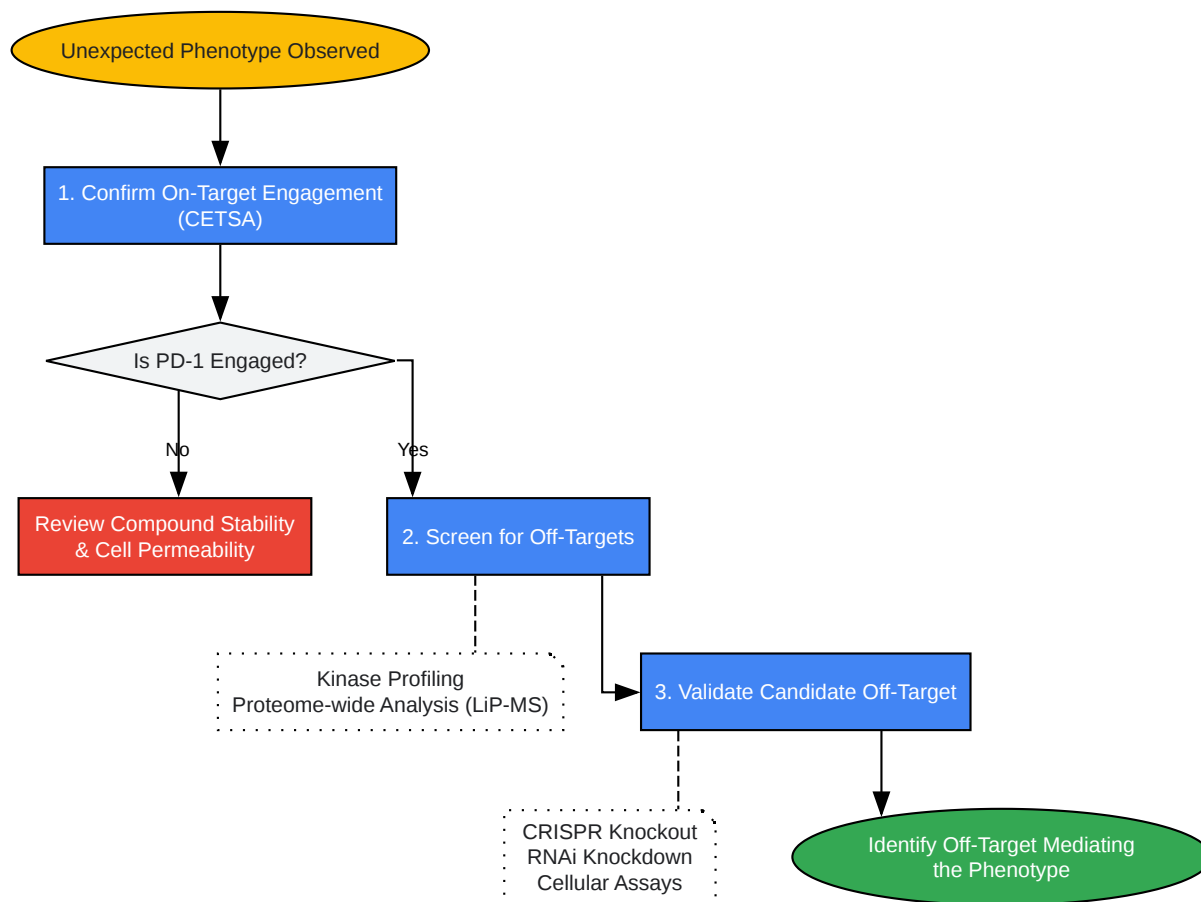 Unexpected Phenotype Observed
1. Confirm On-Target Engagement
(CETSA)
Is PD-1 Engaged?
No
Yes
Review Compound Stability
& Cell Permeability
2. Screen for Off-Targets
Kinase Profiling
Proteome-wide Analysis (LiP-MS)
3. Validate Candidate Off-Target
CRISPR Knockout
RNAi Knockdown
Cellular Assays
Identify Off-Target Mediating
the Phenotype